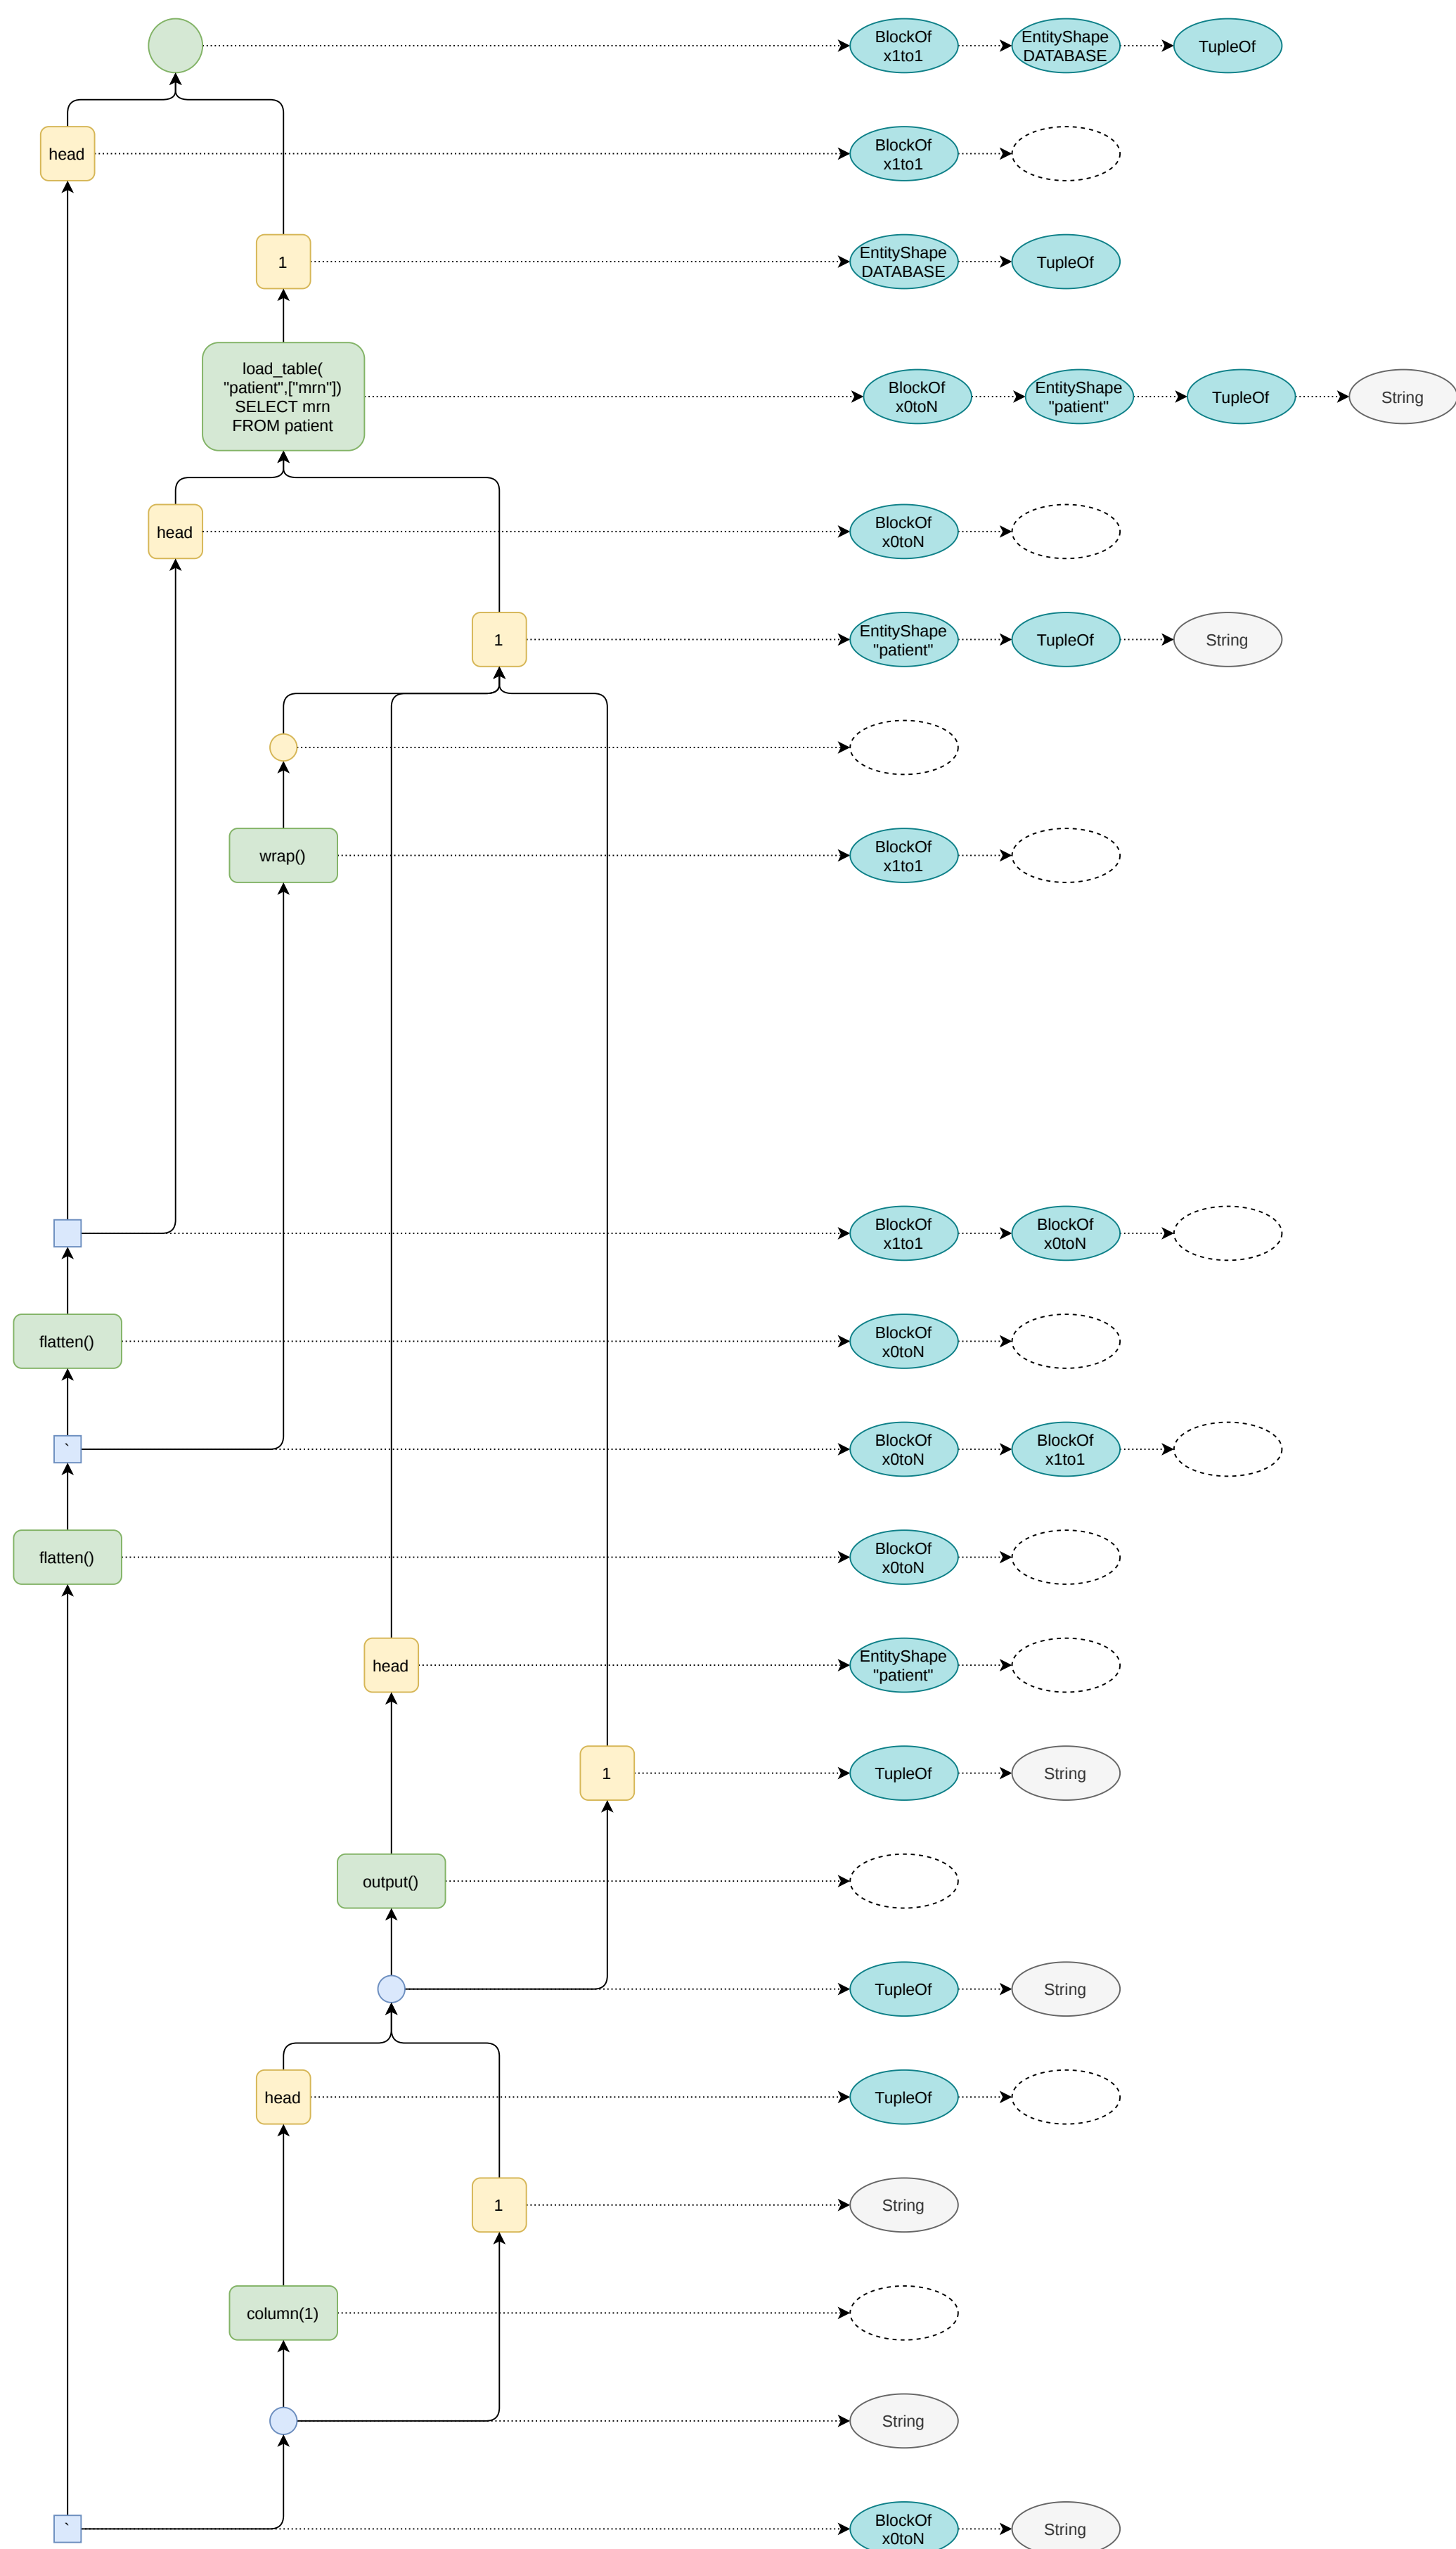 BlockOf
x1to1
EntityShape
DATABASE
TupleOf
head
BlockOf
x1to1
1
EntityShape
DATABASE
TupleOf
load_table(
"patient",["mrn"])
SELECT mrn
FROM patient
BlockOf
x0toN
EntityShape
"patient"
TupleOf
String
head
BlockOf
x0toN
1
EntityShape
"patient"
TupleOf
String
wrap()
BlockOf
x1to1
BlockOf
x1to1
BlockOf
x0toN
flatten()
BlockOf
x0toN
`
BlockOf
x0toN
BlockOf
x1to1
flatten()
BlockOf
x0toN
head
EntityShape
"patient"
1
TupleOf
String
output()
TupleOf
String
head
TupleOf
1
String
column(1)
String
`
BlockOf
x0toN
String